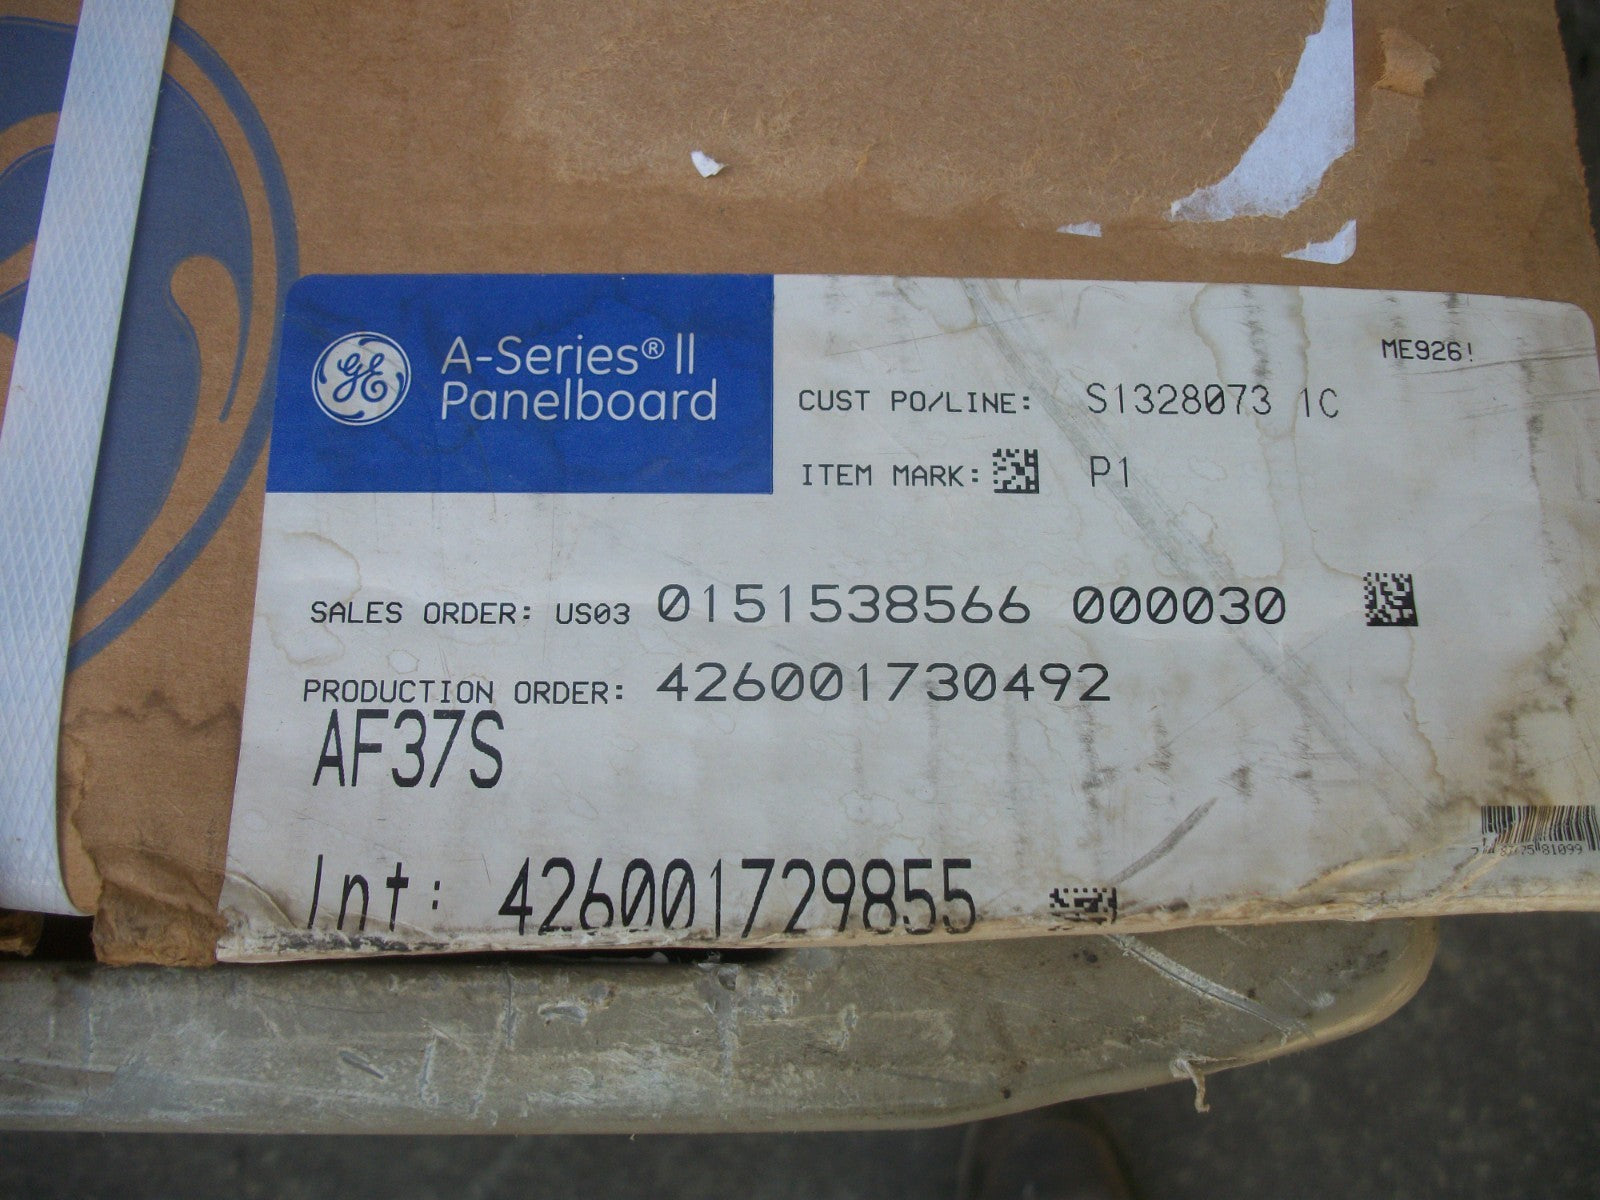 ME926!
GE A-Series® II
Panelboard
CUST PO/LINE: S1328073 1C
ITEM MARK: P1
SALES ORDER: US03 0151538566 000030
PRODUCTION ORDER: 426001730492
AF37S
Int: 426001729855
81099